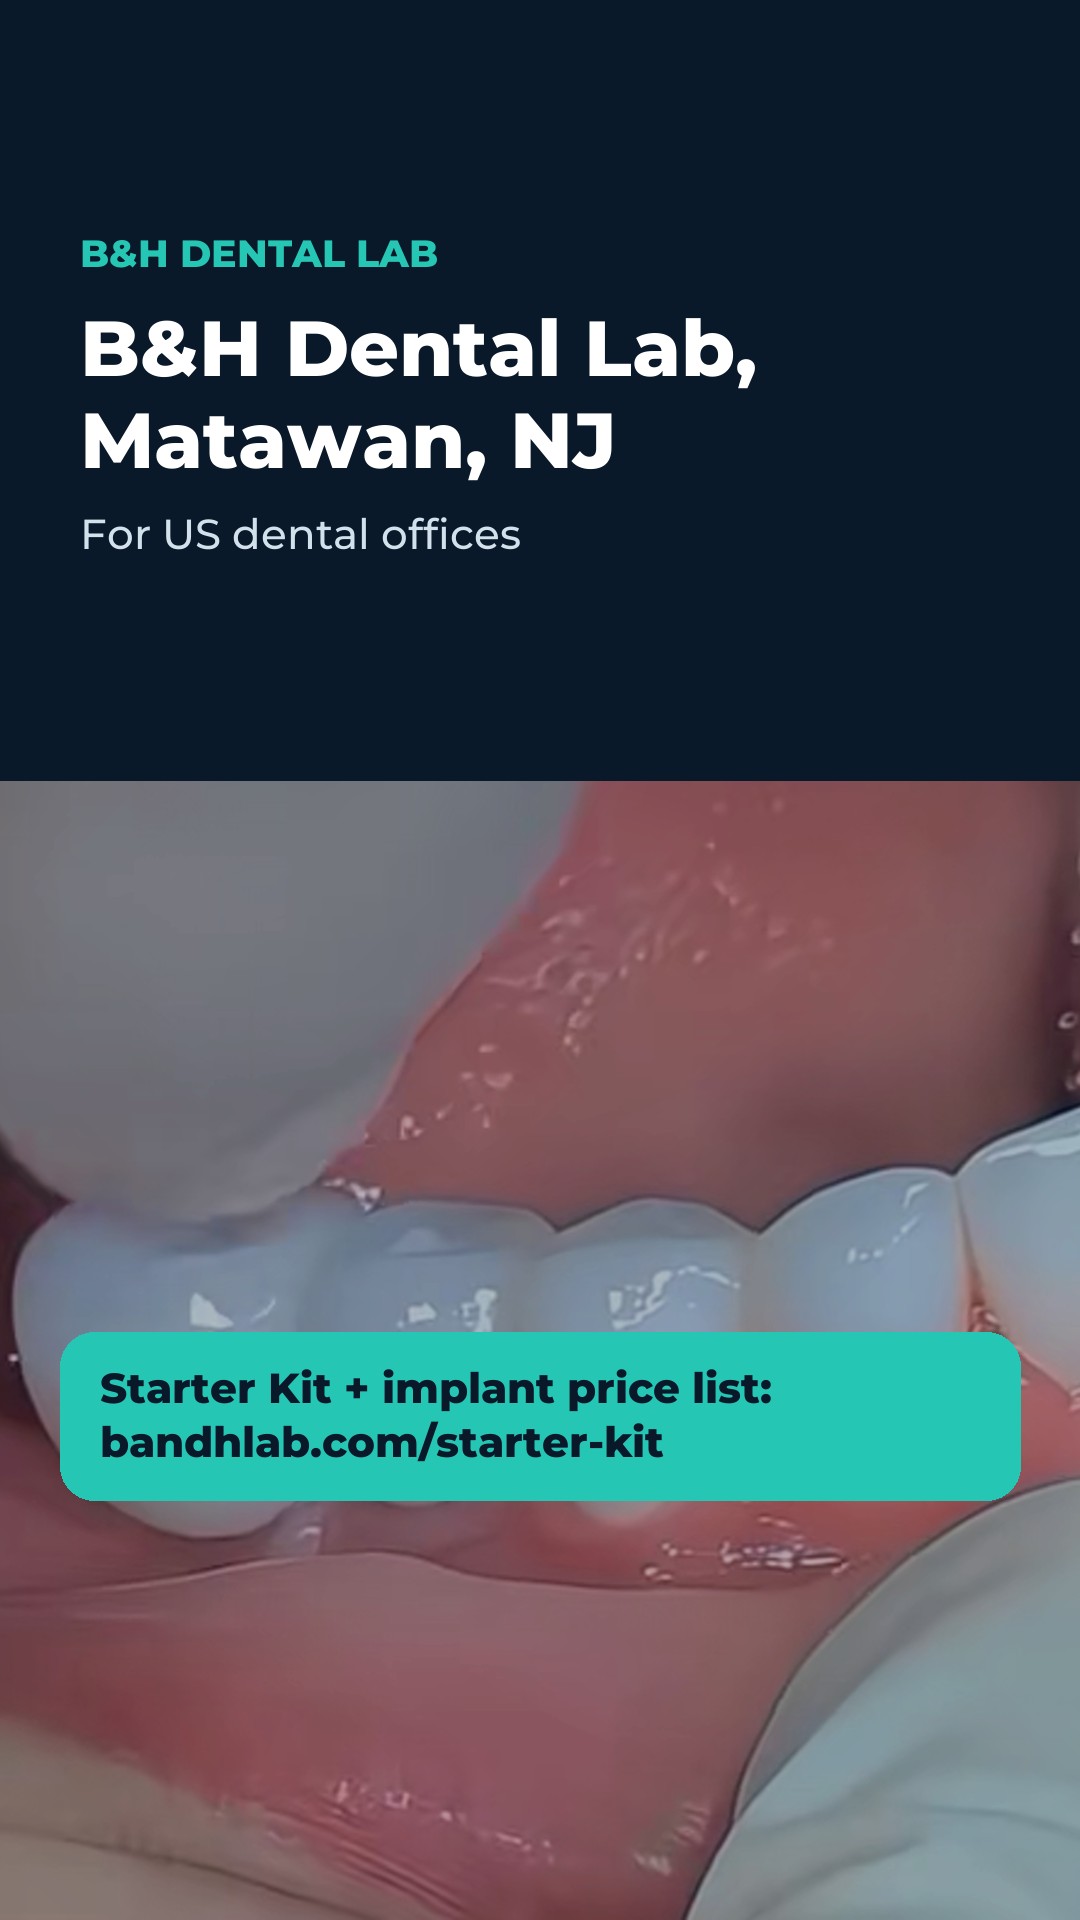 B&H DENTAL LAB
B&H Dental Lab,
Matawan, NJ
For US dental offices
Starter Kit + implant price list:
bandhlab.com/starter-kit